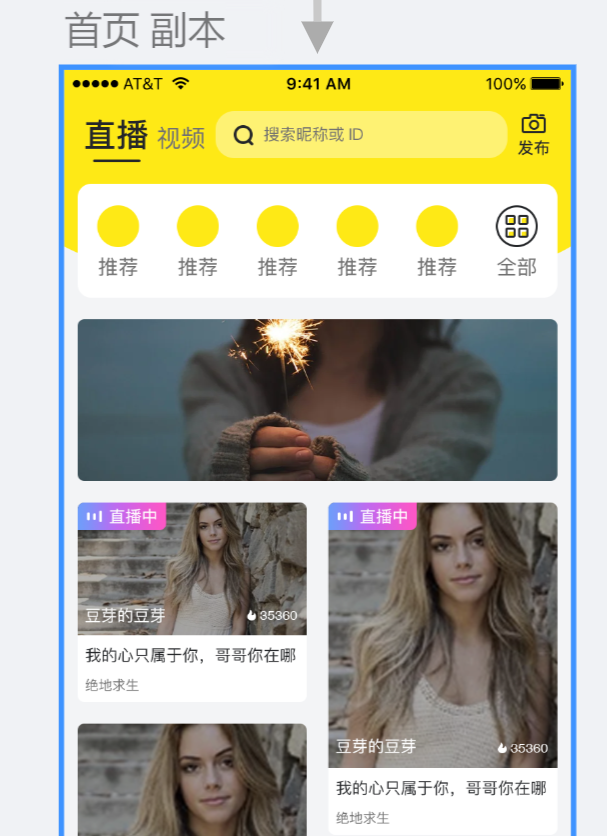 首页 副本
AT&T 9:41 AM 100%
直播 视频 搜索昵称或 ID 发布
推荐 推荐 推荐 推荐 推荐 全部
直播中
豆芽的豆芽 35360
我的心只属于你，哥哥你在哪
绝地求生
直播中
豆芽的豆芽 35360
我的心只属于你，哥哥你在哪
绝地求生